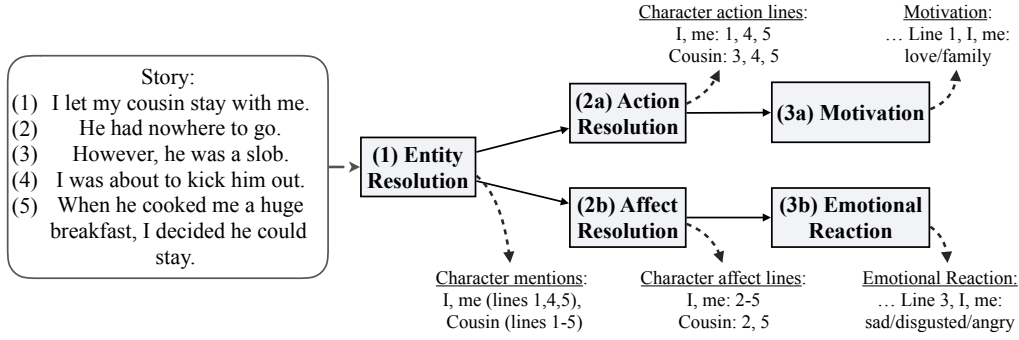 Story:
(1) I let my cousin stay with me.
(2) He had nowhere to go.
(3) However, he was a slob.
(4) I was about to kick him out.
(5) When he cooked me a huge
breakfast, I decided he could
stay.
(1) Entity
Resolution
Character mentions:
I, me (lines 1,4,5),
Cousin (lines 1-5)
Character action lines:
I, me: 1, 4, 5
Cousin: 3, 4, 5
(2a) Action
Resolution
(2b) Affect
Resolution
Character affect lines:
I, me: 2-5
Cousin: 2, 5
Motivation:
… Line 1, I, me:
love/family
(3a) Motivation
(3b) Emotional
Reaction
Emotional Reaction:
… Line 3, I, me:
sad/disgusted/angry